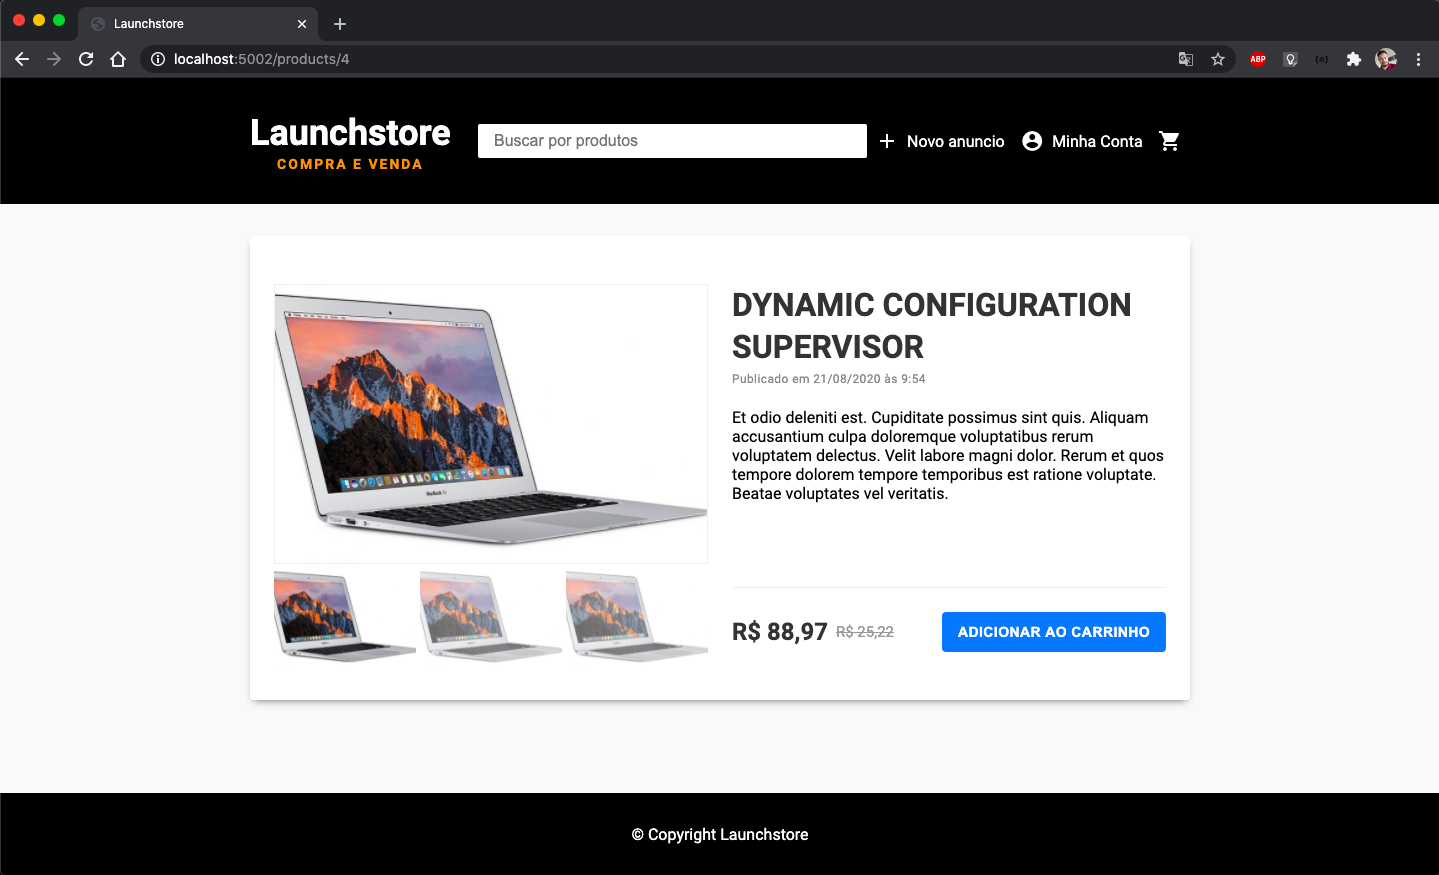 Launchstore
localhost:5002/products/4
ABP
Launchstore
COMPRA E VENDA
Buscar por produtos
Novo anuncio
Minha Conta
DYNAMIC CONFIGURATION
SUPERVISOR
Publicado em 21/08/2020 às 9:54
Et odio deleniti est. Cupiditate possimus sint quis. Aliquam
accusantium culpa doloremque voluptatibus rerum
voluptatem delectus. Velit labore magni dolor. Rerum et quos
tempore dolorem tempore temporibus est ratione voluptate.
Beatae voluptates vel veritatis.
MacBook Air
R$ 88,97 R$ 25,22
ADICIONAR AO CARRINHO
© Copyright Launchstore